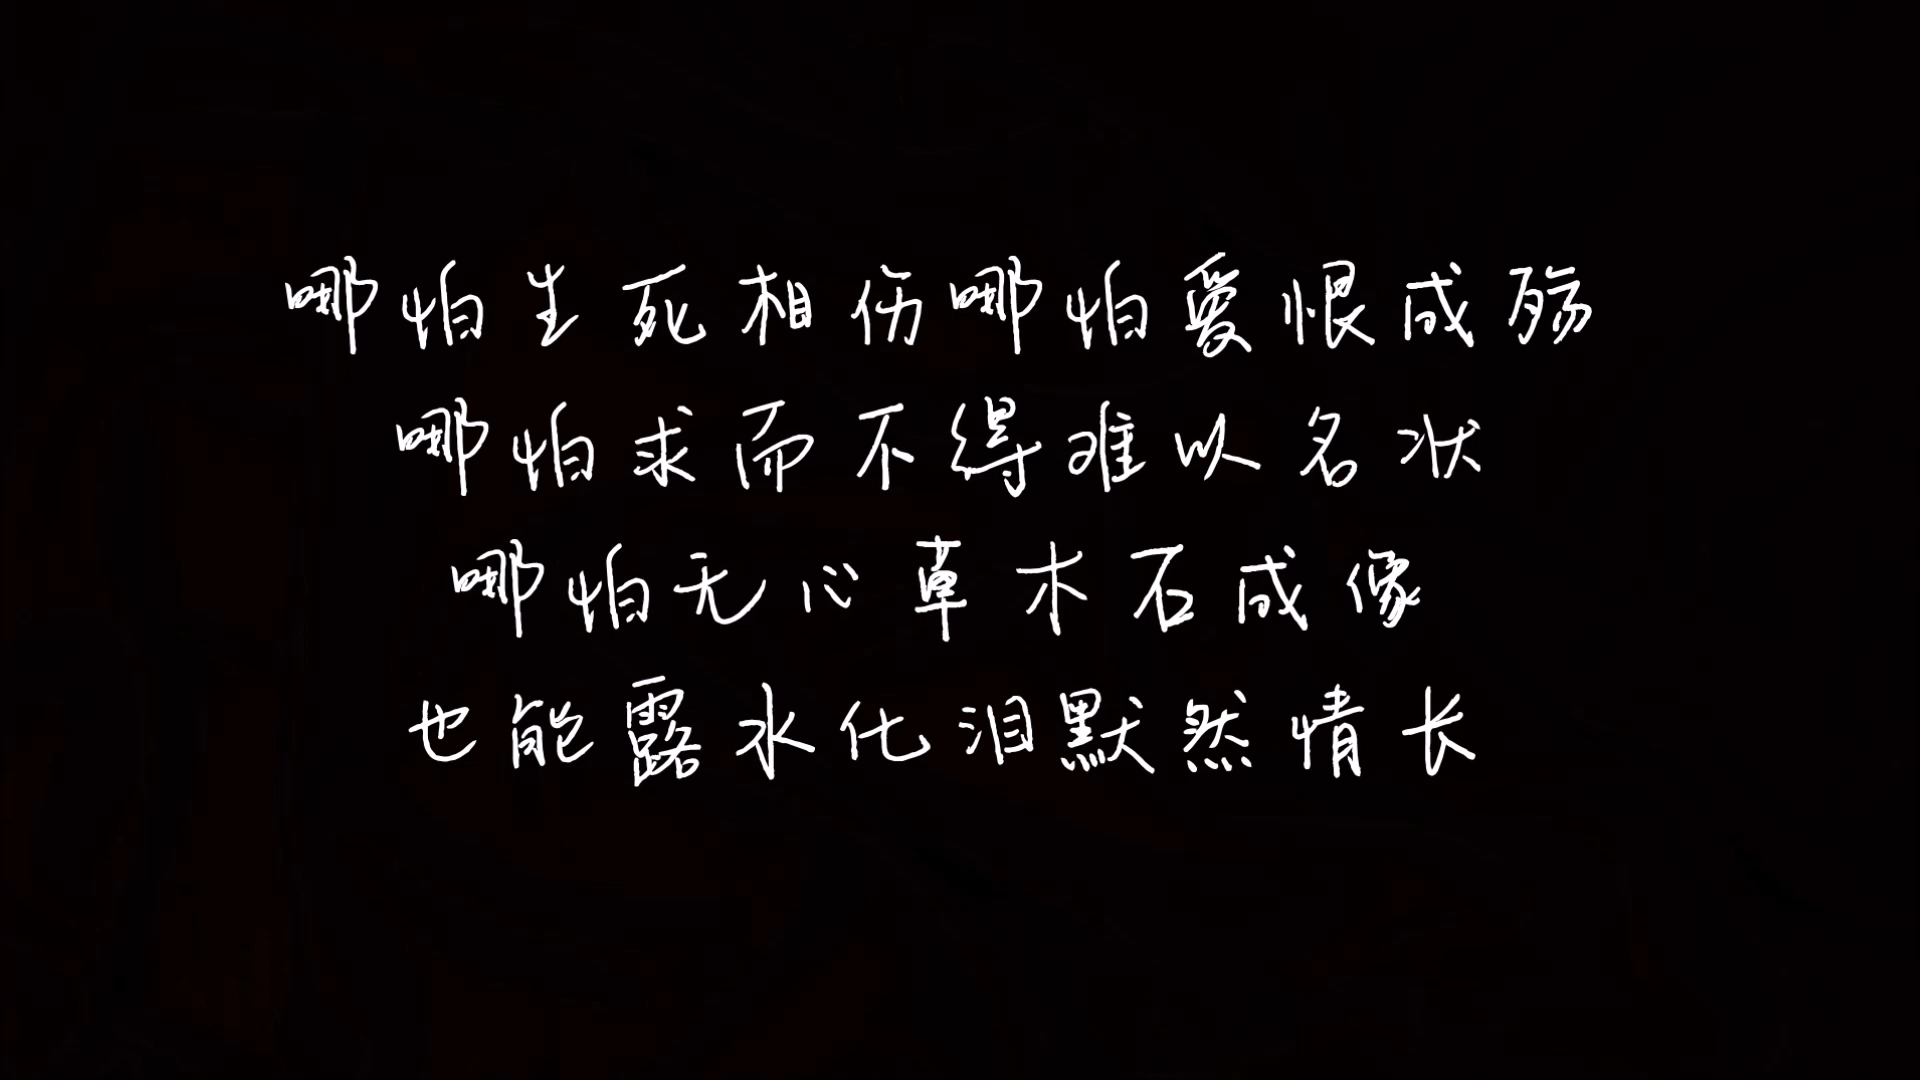 哪怕生死相伤哪怕愛恨成殇
哪怕求而不得难以名状
哪怕无心草木石成像
也能露水化泪默然情长